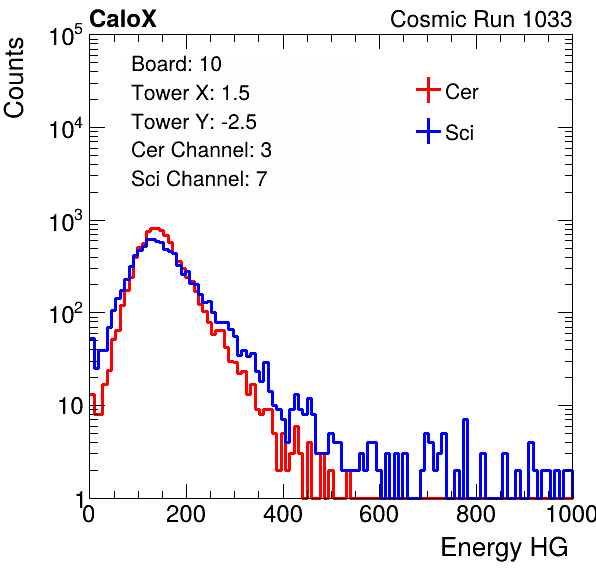 CaloX Cosmic Run 1033
Counts
Board: 10
Tower X: 1.5
Tower Y: -2.5
Cer Channel: 3
Sci Channel: 7
Cer
Sci
10^5
10^4
10^3
10^2
10
1
0 200 400 600 800 1000
Energy HG